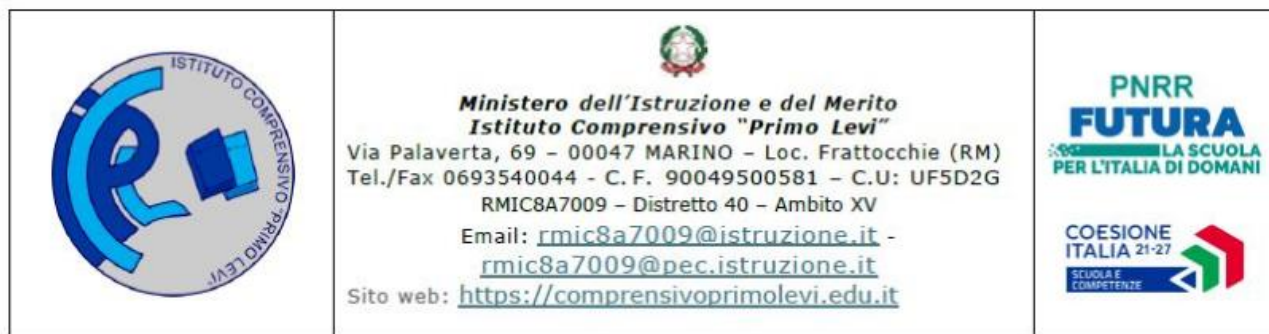 ISTITUTO COMPRENSIVO "PRIMO LEVI"
Ministero dell'Istruzione e del Merito
Istituto Comprensivo "Primo Levi"
Via Palaverta, 69 – 00047 MARINO – Loc. Frattocchie (RM)
Tel./Fax 0693540044 - C.F. 90049500581 – C.U: UF5D2G
RMIC8A7009 – Distretto 40 – Ambito XV
Email: rmic8a7009@istruzione.it -
rmic8a7009@pec.istruzione.it
Sito web: https://comprensivoprimolevi.edu.it
PNRR
FUTURA
LA SCUOLA
PER L'ITALIA DI DOMANI
COESIONE
ITALIA 21-27
SCUOLA E
COMPETENZE